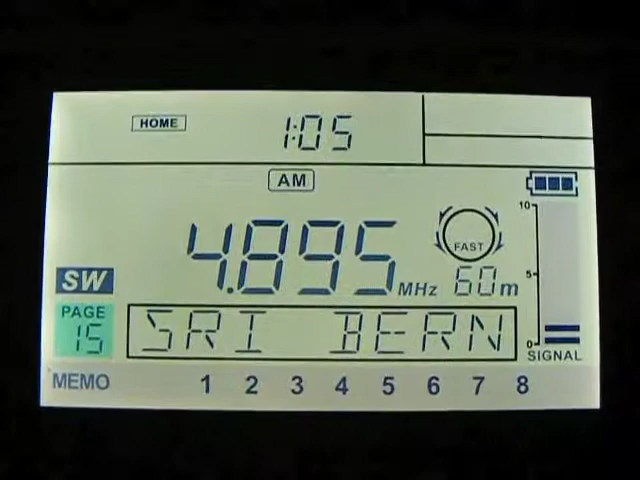 HOME 1:05
AM
10
4.895 MHz FAST
SW 60m
5
PAGE
15 SRI BERN
0
SIGNAL
MEMO 1 2 3 4 5 6 7 8